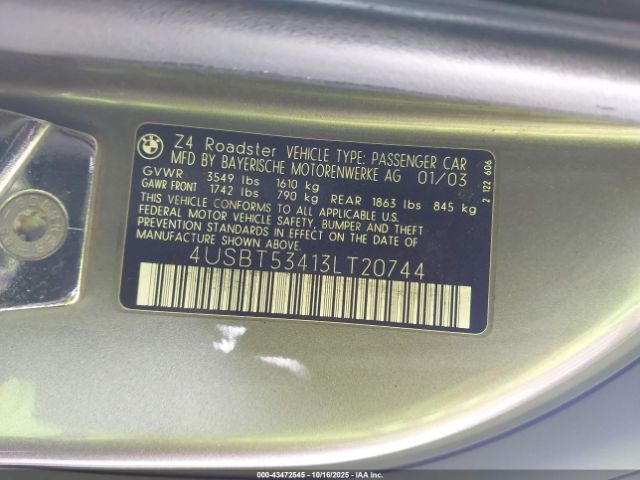 Z4 Roadster VEHICLE TYPE: PASSENGER CAR
MFD BY BAYERISCHE MOTORENWERKE AG 01/03
GVWR 3549 lbs 1610 kg
GAWR FRONT 1742 lbs 790 kg REAR 1863 lbs 845 kg
THIS VEHICLE CONFORMS TO ALL APPLICABLE U.S.
FEDERAL MOTOR VEHICLE SAFETY, BUMPER AND THEFT
PREVENTION STANDARDS IN EFFECT ON THE DATE OF
MANUFACTURE SHOWN ABOVE.
4USBT53413LT20744
2 122 606
000-43472545 - 10/16/2025 - IAA Inc.